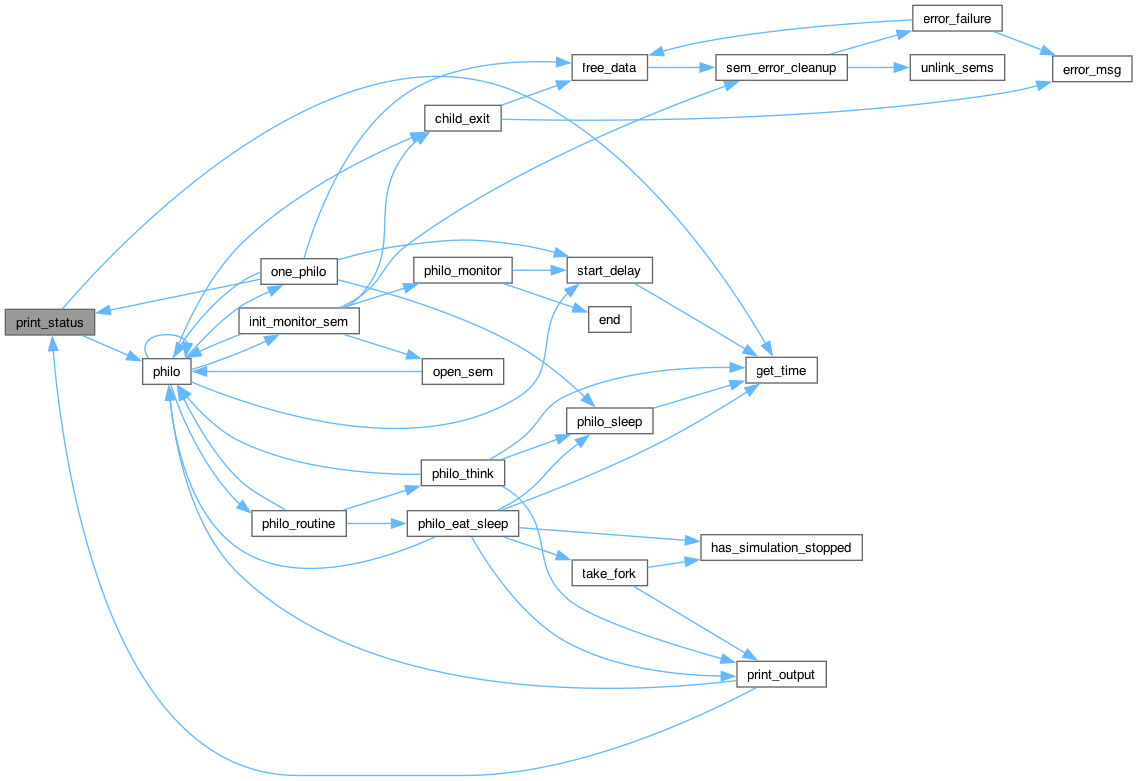 error_failure
free_data
sem_error_cleanup
unlink_sems
error_msg
child_exit
one_philo
philo_monitor
start_delay
print_status
init_monitor_sem
end
philo
open_sem
get_time
philo_sleep
philo_think
philo_routine
philo_eat_sleep
has_simulation_stopped
take_fork
print_output